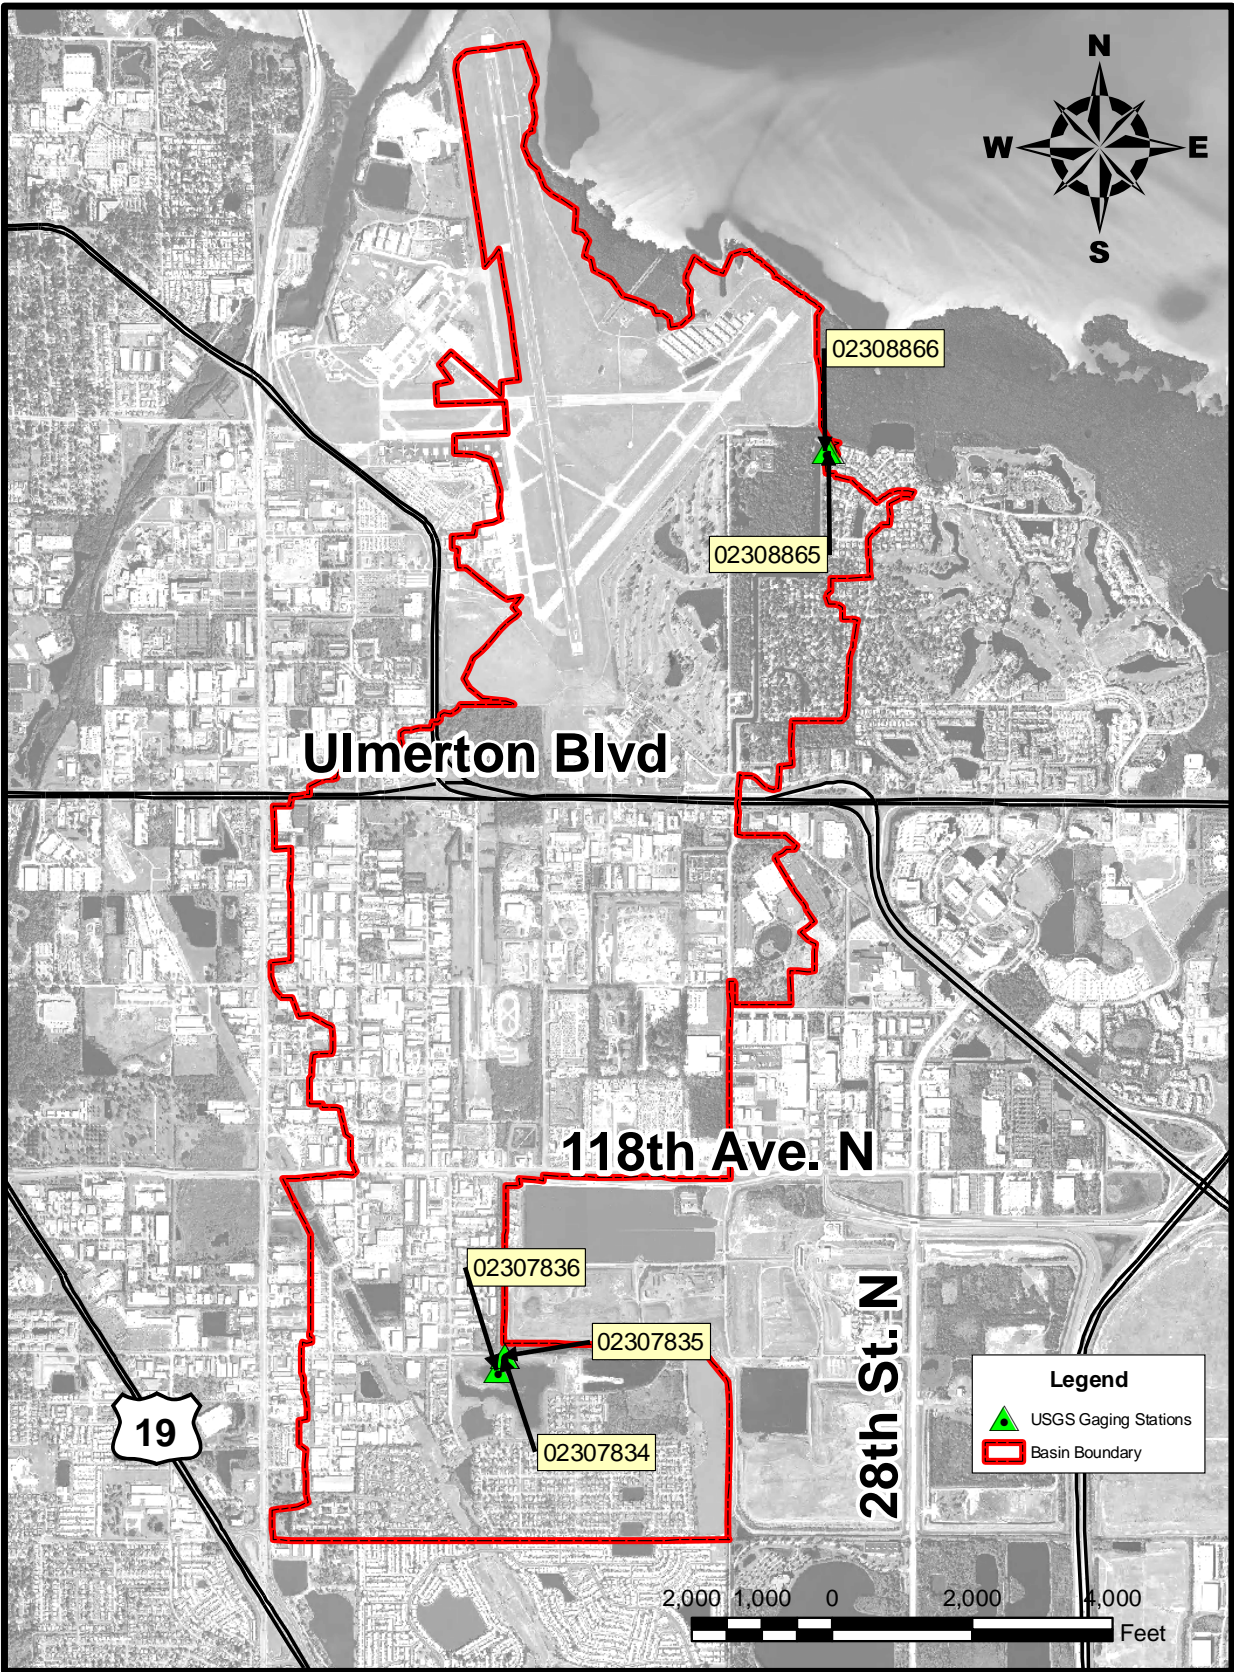 N
W E
S
02308866
02308865
Ulmerton Blvd
118th Ave. N
02307836
02307835
02307834
28th St. N
19
Legend
USGS Gaging Stations
Basin Boundary
2,000 1,000 0 2,000 4,000
Feet